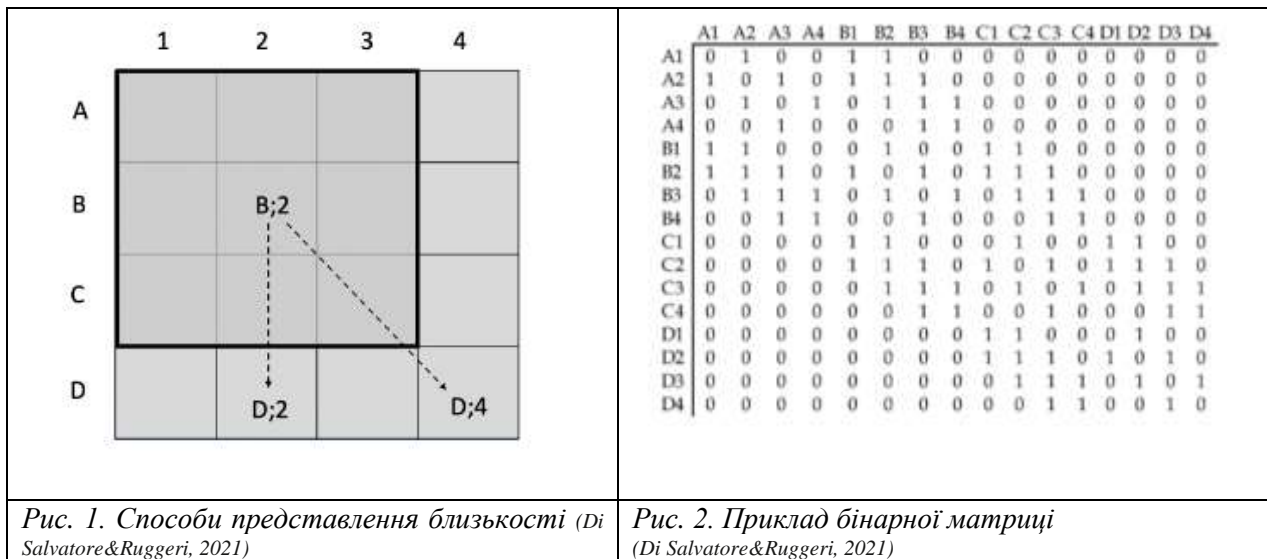 1 2 3 4
A
B
B;2
C
D
D;2 D;4
A1 A2 A3 A4 B1 B2 B3 B4 C1 C2 C3 C4 D1 D2 D3 D4
A1 0 1 0 0 1 1 0 0 0 0 0 0 0 0 0 0
A2 1 0 1 0 1 1 1 0 0 0 0 0 0 0 0 0
A3 0 1 0 1 0 1 1 1 0 0 0 0 0 0 0 0
A4 0 0 1 0 0 0 1 1 0 0 0 0 0 0 0 0
B1 1 1 0 0 0 1 0 0 1 1 0 0 0 0 0 0
B2 1 1 1 0 1 0 1 0 1 1 1 0 0 0 0 0
B3 0 1 1 1 0 1 0 1 0 1 1 1 0 0 0 0
B4 0 0 1 1 0 0 1 0 0 0 1 1 0 0 0 0
C1 0 0 0 0 1 1 0 0 0 1 0 0 1 1 0 0
C2 0 0 0 0 1 1 1 0 1 0 1 0 1 1 1 0
C3 0 0 0 0 0 1 1 1 0 1 0 1 0 1 1 1
C4 0 0 0 0 0 0 1 1 0 0 1 0 0 0 1 1
D1 0 0 0 0 0 0 0 0 1 1 0 0 0 1 0 0
D2 0 0 0 0 0 0 0 0 1 1 1 0 1 0 1 0
D3 0 0 0 0 0 0 0 0 0 1 1 1 0 1 0 1
D4 0 0 0 0 0 0 0 0 0 0 1 1 0 0 1 0
Рис. 1. Способи представлення близькості (Di
Salvatore&Ruggeri, 2021)
Рис. 2. Приклад бінарної матриці
(Di Salvatore&Ruggeri, 2021)